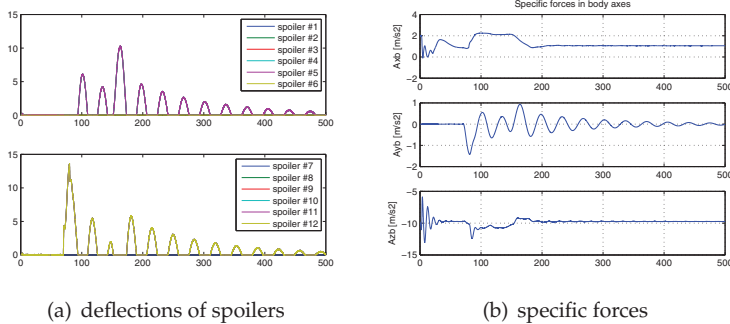 15
10
5
0
0 100 200 300 400 500
spoiler #1
spoiler #2
spoiler #3
spoiler #4
spoiler #5
spoiler #6
15
10
5
0
0 100 200 300 400 500
spoiler #7
spoiler #8
spoiler #9
spoiler #10
spoiler #11
spoiler #12
(a) deflections of spoilers
Specific forces in body axes
Axb [m/s2]
4
2
0
-2
0 100 200 300 400 500
Ayb [m/s2]
1
0
-1
-2
0 100 200 300 400 500
Azb [m/s2]
-5
-10
-15
0 100 200 300 400 500
(b) specific forces